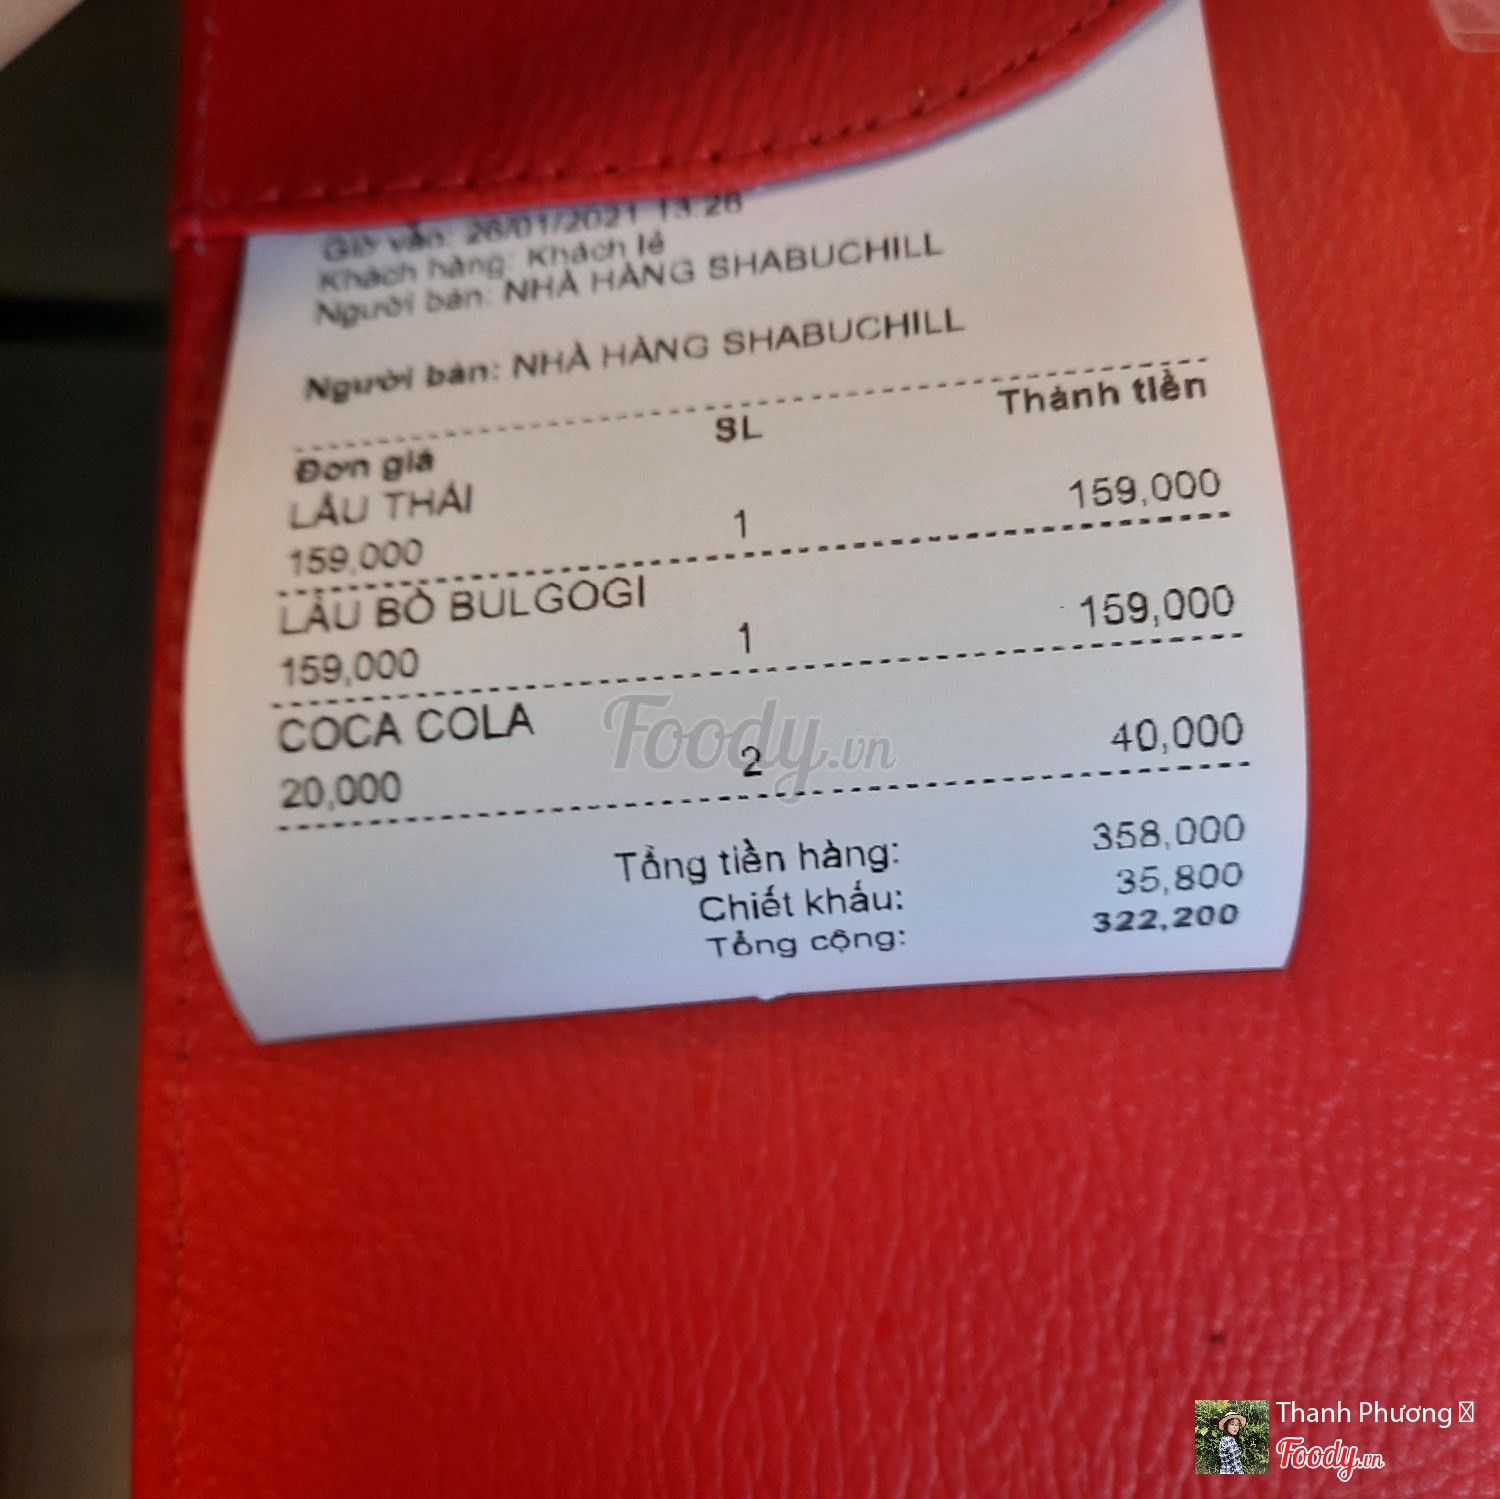 Giờ vào: 26/01/2021 13:26
Khách hàng: Khách lẻ
Người bán: NHÀ HÀNG SHABUCHILL
Người bán: NHÀ HÀNG SHABUCHILL
Đơn giá SL Thành tiền
LẨU THÁI
159,000 1 159,000
LẨU BÒ BULGOGI
159,000 1 159,000
COCA COLA
20,000 2 40,000
Tổng tiền hàng: 358,000
Chiết khấu: 35,800
Tổng cộng: 322,200
Foody.vn
Thanh Phương
Foody.vn